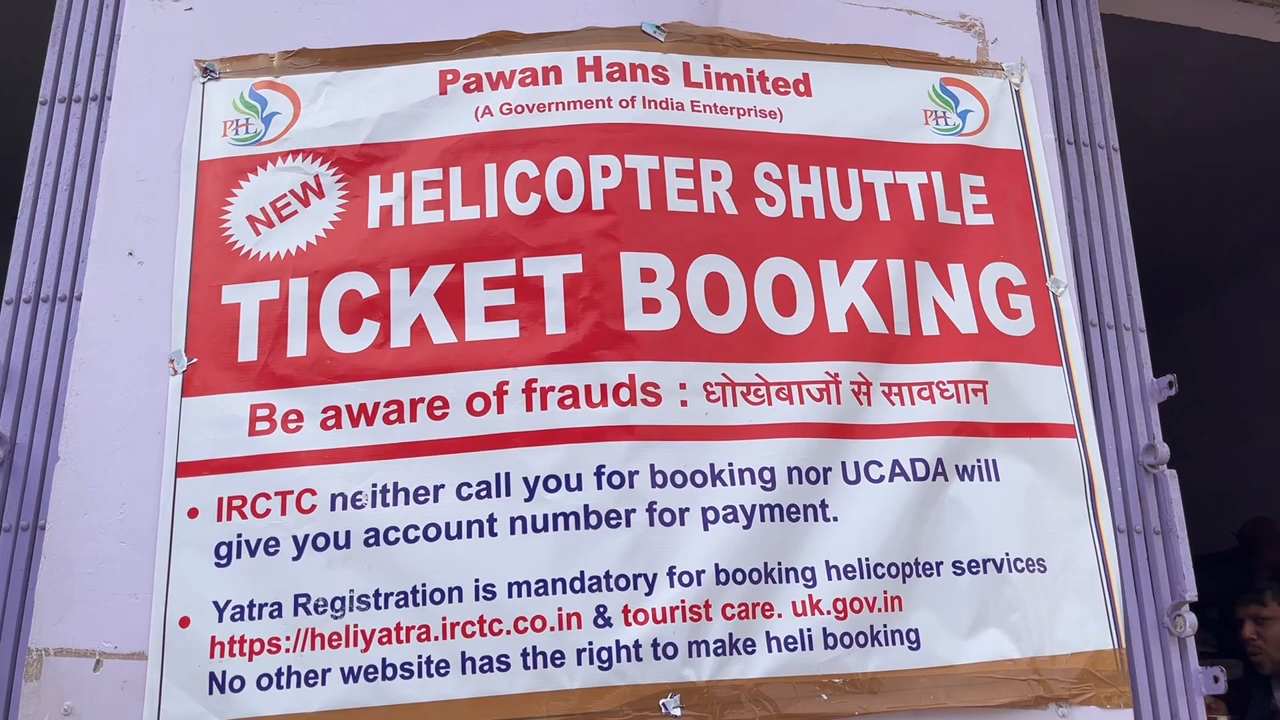 Pawan Hans Limited
(A Government of India Enterprise)
PHL
PHL
NEW
HELICOPTER SHUTTLE
TICKET BOOKING
Be aware of frauds : धोखेबाजों से सावधान
• IRCTC neither call you for booking nor UCADA will
give you account number for payment.
• Yatra Registration is mandatory for booking helicopter services
https://heliyatra.irctc.co.in & tourist care. uk.gov.in
No other website has the right to make heli booking